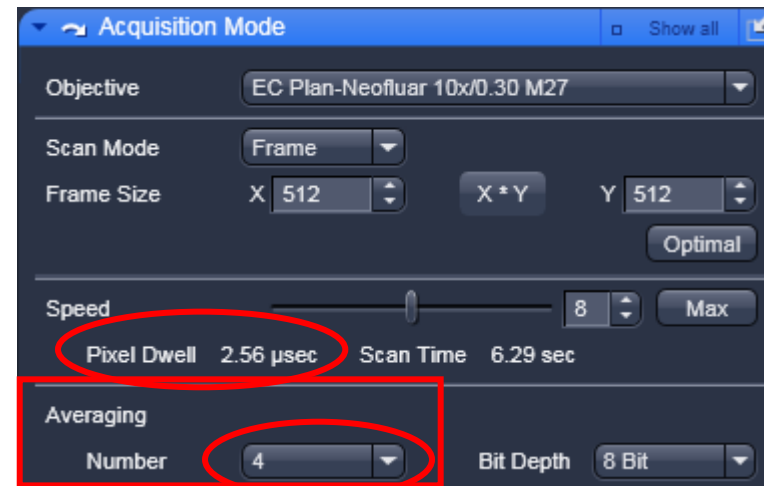 Acquisition Mode Show all
Objective EC Plan-Neofluar 10x/0.30 M27
Scan Mode Frame
Frame Size X 512 X * Y Y 512
Optimal
Speed 8 Max
Pixel Dwell 2.56 µsec Scan Time 6.29 sec
Averaging
Number 4 Bit Depth 8 Bit